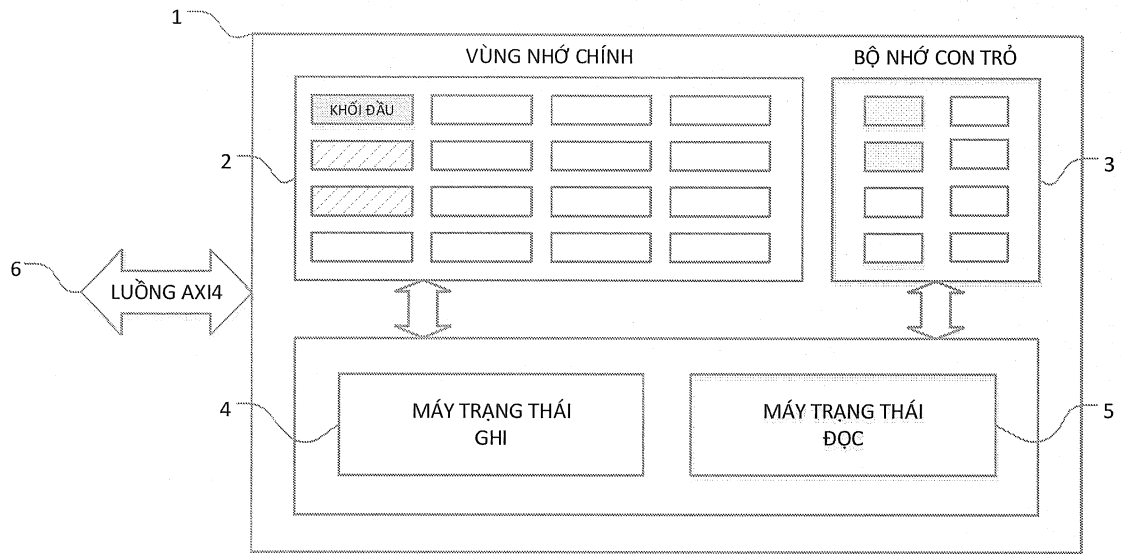 1
VÙNG NHỚ CHÍNH
BỘ NHỚ CON TRỎ
KHỐI ĐẦU
2
3
6
LUỒNG AXI4
4
MÁY TRẠNG THÁI
GHI
MÁY TRẠNG THÁI
ĐỌC
5